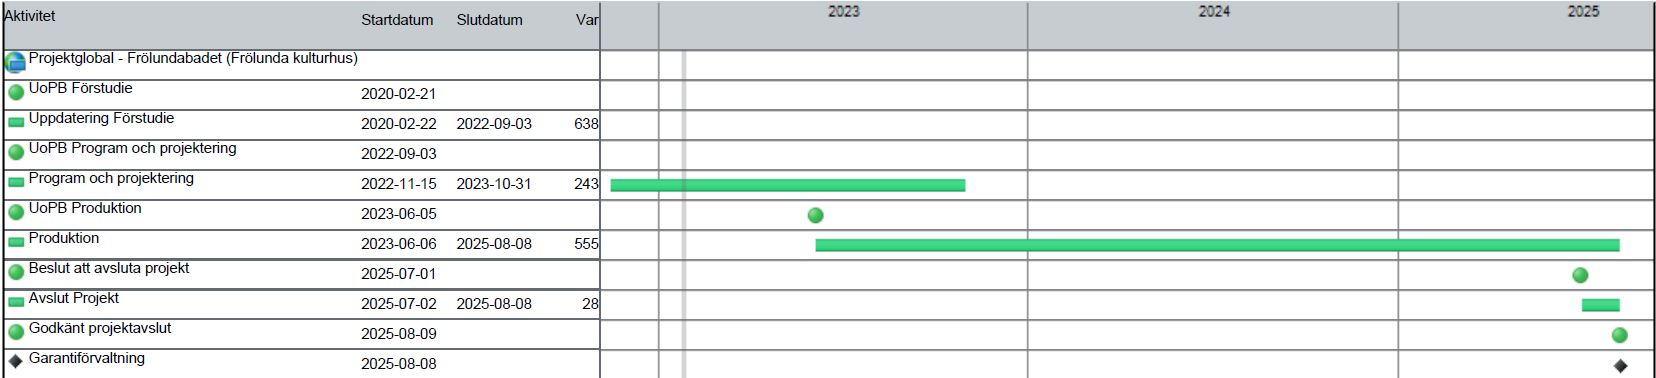 Aktivitet Startdatum Slutdatum Var 2023 2024 2025
Projektglobal - Frölundabadet (Frölunda kulturhus)
UoPB Förstudie 2020-02-21
Uppdatering Förstudie 2020-02-22 2022-09-03 638
UoPB Program och projektering 2022-09-03
Program och projektering 2022-11-15 2023-10-31 243
UoPB Produktion 2023-06-05
Produktion 2023-06-06 2025-08-08 555
Beslut att avsluta projekt 2025-07-01
Avslut Projekt 2025-07-02 2025-08-08 28
Godkänt projektavslut 2025-08-09
Garantiförvaltning 2025-08-08